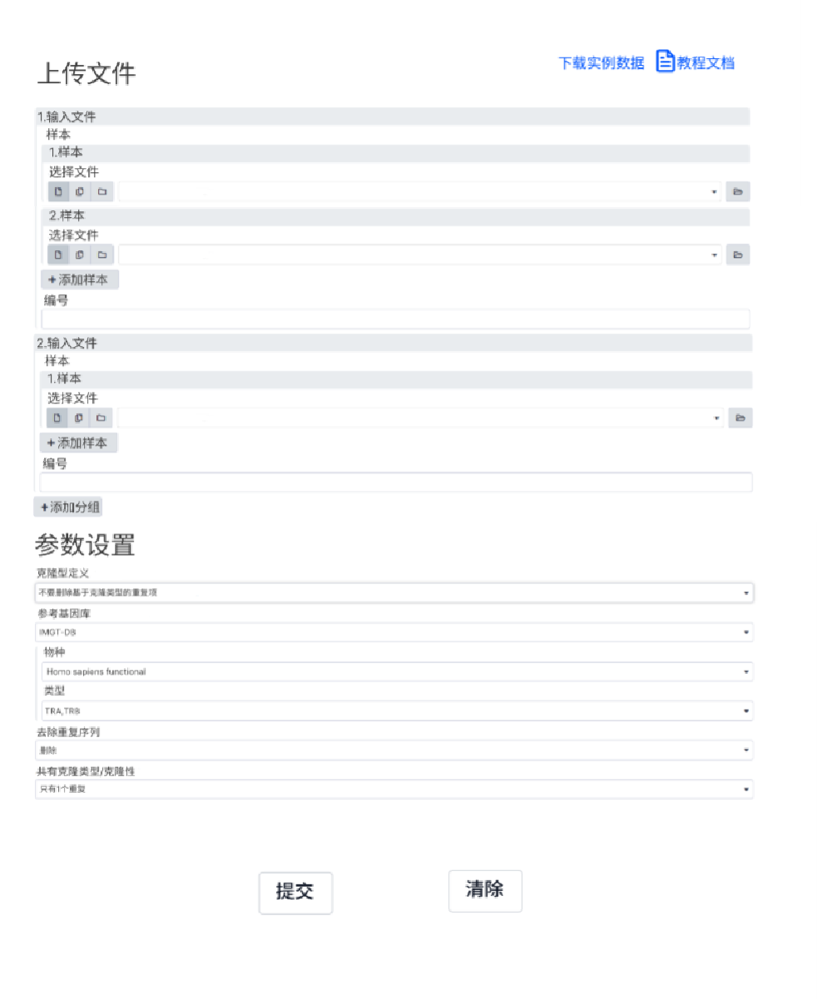 上传文件
下载实例数据 教程文档
1.输入文件
样本
1.样本
选择文件
2.样本
选择文件
+添加样本
编号
2.输入文件
样本
1.样本
选择文件
+添加样本
编号
+添加分组
参数设置
克隆型定义
不要删除基于克隆类型的重复项
参考基因库
IMGT-DB
物种
Homo sapiens functional
类型
TRA,TRB
去除重复序列
删除
共有克隆类型/克隆性
只有1个重复
提交
清除